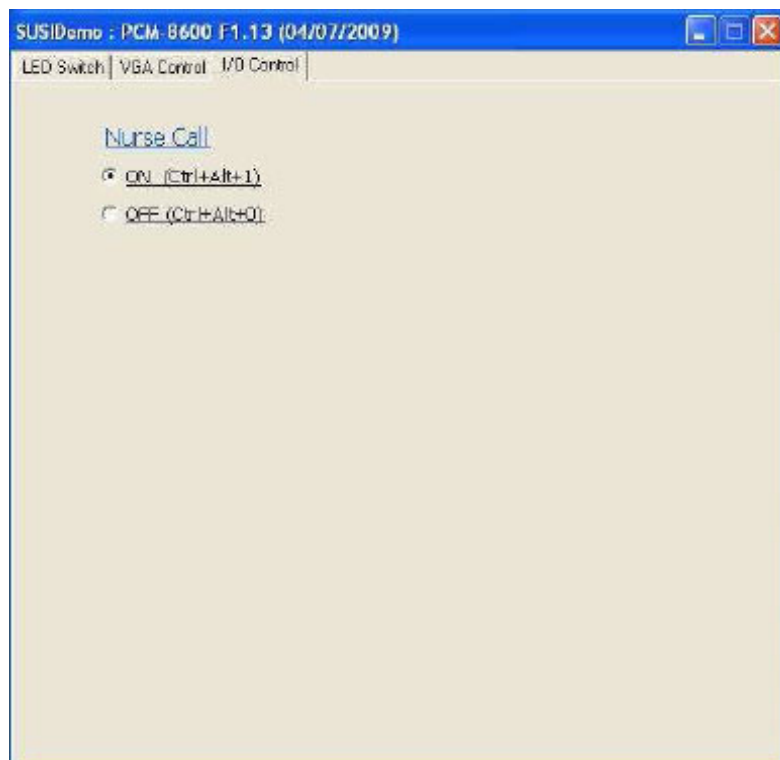 SUSIDemo : PCM-8600 F1.13 (04/07/2009)
LED Switch VGA Control I/O Control
Nurse Call
ON (Ctrl+Alt+1)
OFF (Ctrl+Alt+0)